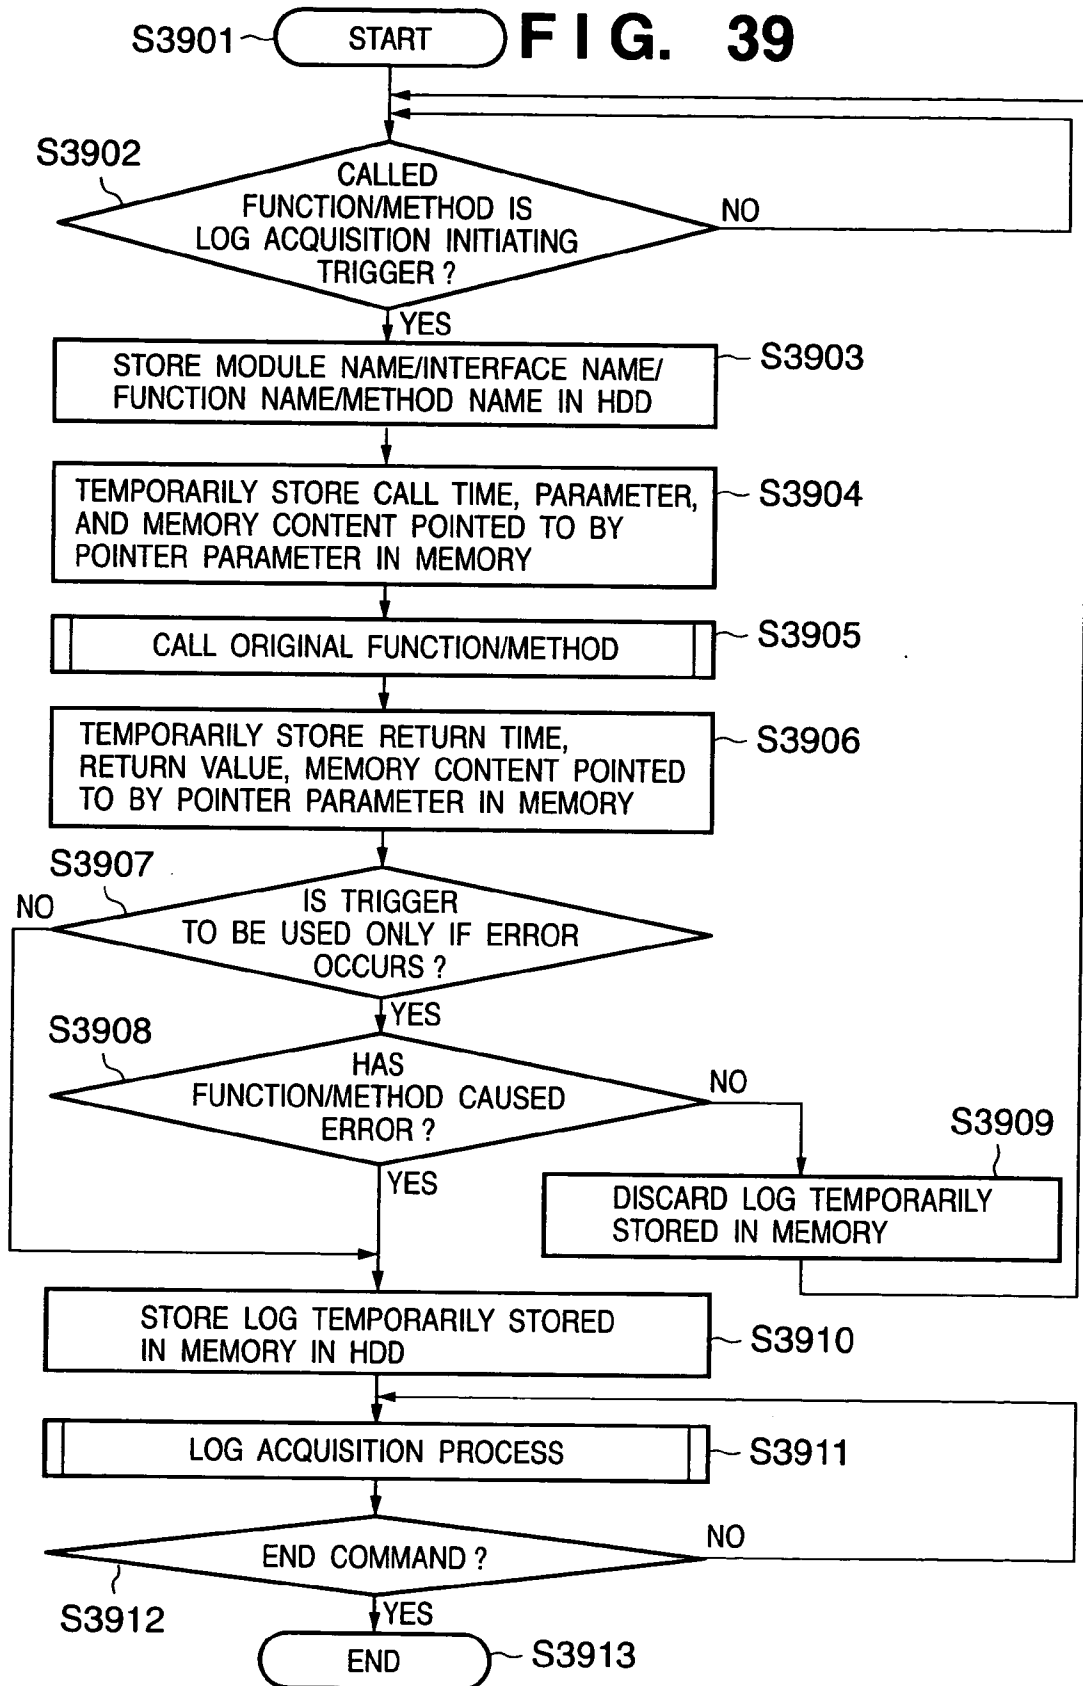 S3901
START
FIG. 39
S3902
CALLED
FUNCTION/METHOD IS
LOG ACQUISITION INITIATING
TRIGGER ?
NO
YES
STORE MODULE NAME/INTERFACE NAME/
FUNCTION NAME/METHOD NAME IN HDD
S3903
TEMPORARILY STORE CALL TIME, PARAMETER,
AND MEMORY CONTENT POINTED TO BY
POINTER PARAMETER IN MEMORY
S3904
CALL ORIGINAL FUNCTION/METHOD
S3905
TEMPORARILY STORE RETURN TIME,
RETURN VALUE, MEMORY CONTENT POINTED
TO BY POINTER PARAMETER IN MEMORY
S3906
S3907
NO
IS TRIGGER
TO BE USED ONLY IF ERROR
OCCURS ?
YES
S3908
HAS
FUNCTION/METHOD CAUSED
ERROR ?
NO
YES
S3909
DISCARD LOG TEMPORARILY
STORED IN MEMORY
STORE LOG TEMPORARILY STORED
IN MEMORY IN HDD
S3910
LOG ACQUISITION PROCESS
S3911
END COMMAND ?
NO
S3912
YES
END
S3913